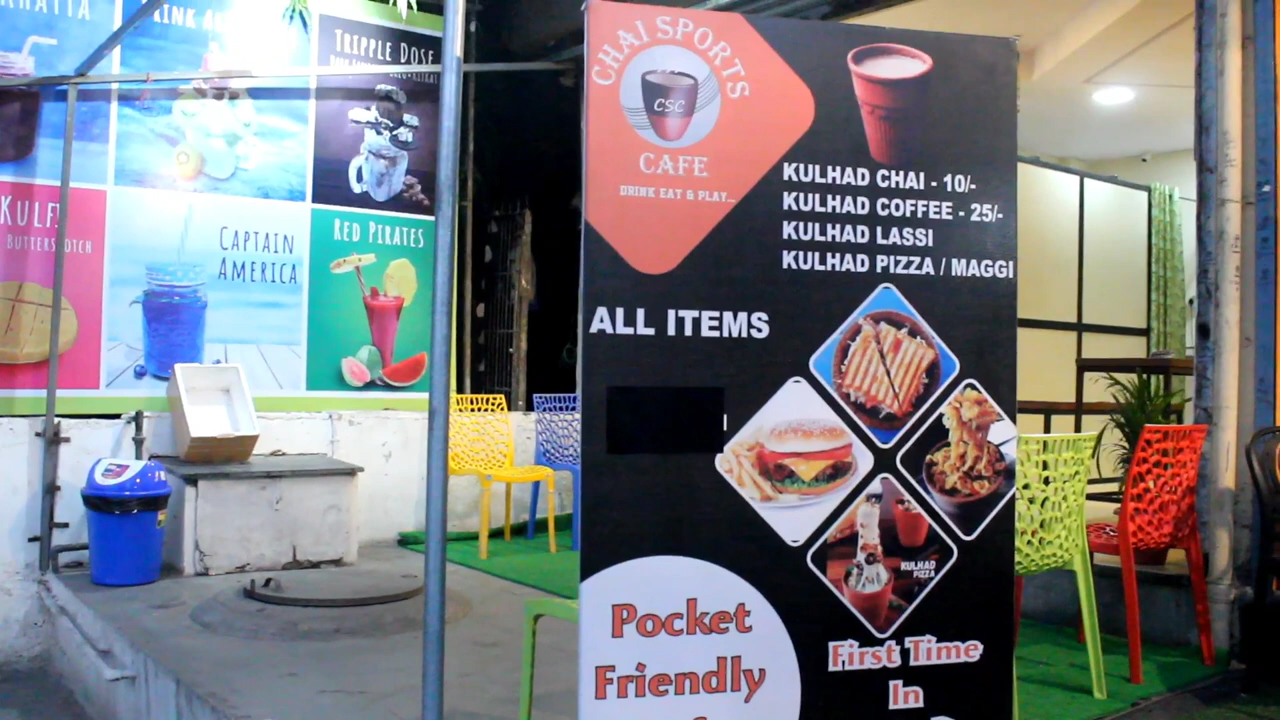 TRIPPLE DOSE
KULFI
BUTTERSCOTCH
CAPTAIN
AMERICA
RED PIRATES
CHAI SPORTS
CSC
CAFE
DRINK EAT & PLAY...
KULHAD CHAI - 10/-
KULHAD COFFEE - 25/-
KULHAD LASSI
KULHAD PIZZA / MAGGI
ALL ITEMS
KULHAD
PIZZA
Pocket
Friendly
First Time
In